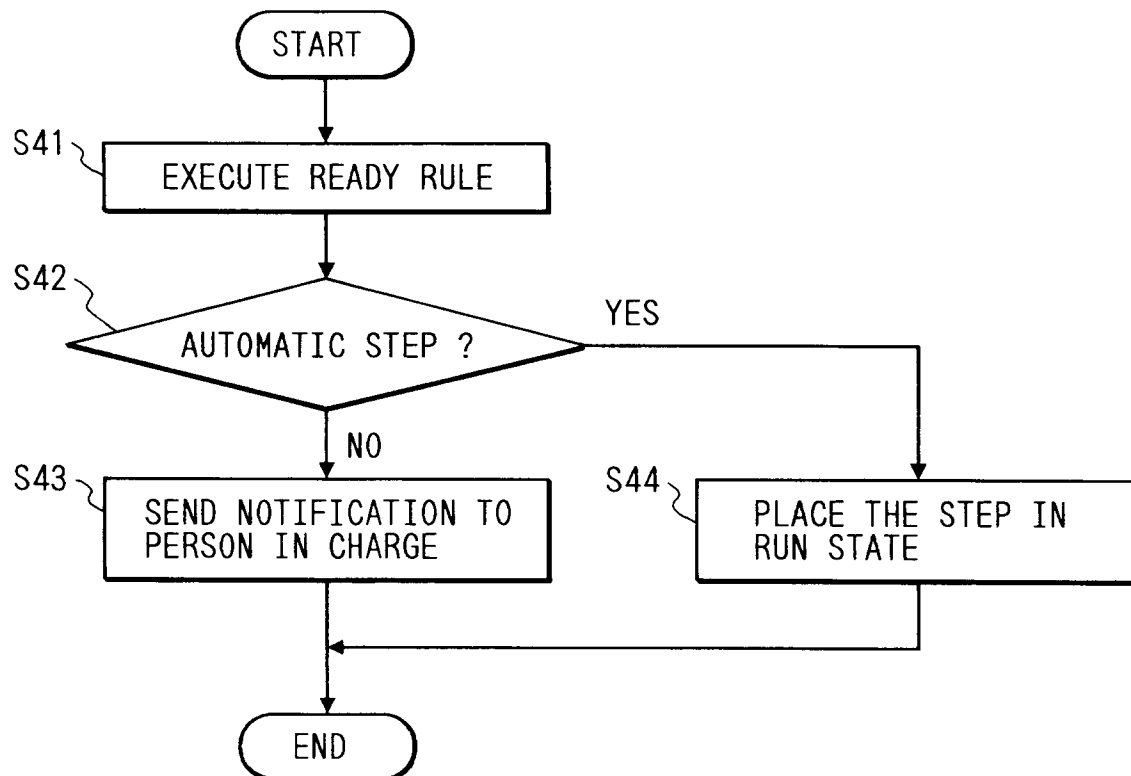 START
S41
EXECUTE READY RULE
S42
AUTOMATIC STEP ?
YES
NO
S43
SEND NOTIFICATION TO
PERSON IN CHARGE
S44
PLACE THE STEP IN
RUN STATE
END